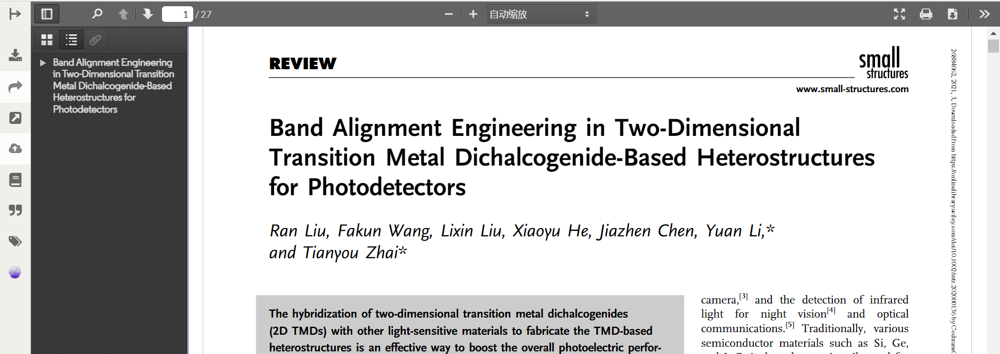 1 / 27
自动缩放
Band Alignment Engineering
in Two-Dimensional Transition
Metal Dichalcogenide-Based
Heterostructures for
Photodetectors
REVIEW
small
structures
www.small-structures.com
Band Alignment Engineering in Two-Dimensional
Transition Metal Dichalcogenide-Based Heterostructures
for Photodetectors
Ran Liu, Fakun Wang, Lixin Liu, Xiaoyu He, Jiazhen Chen, Yuan Li,*
and Tianyou Zhai*
The hybridization of two-dimensional transition metal dichalcogenides
(2D TMDs) with other light-sensitive materials to fabricate the TMD-based
heterostructures is an effective way to boost the overall photoelectric perfor-
camera,[3] and the detection of infrared
light for night vision[4] and optical
communications.[5] Traditionally, various
semiconductor materials such as Si, Ge,
26884062, 2021, 3, Downloaded from https://onlinelibrary.wiley.com/doi/10.1002/sstr.202000136 by Cochrane